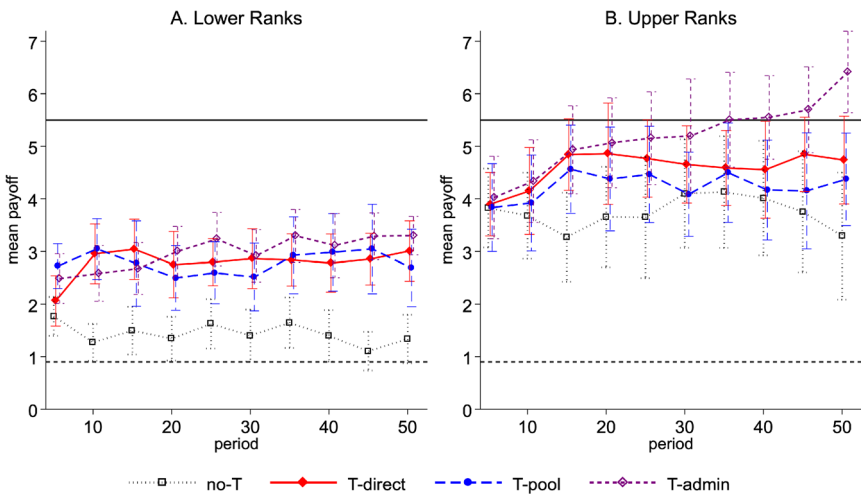 A. Lower Ranks
B. Upper Ranks
mean payoff
7
6
5
4
3
2
1
0
10 20 30 40 50
period
mean payoff
7
6
5
4
3
2
1
0
10 20 30 40 50
period
no-T T-direct T-pool T-admin